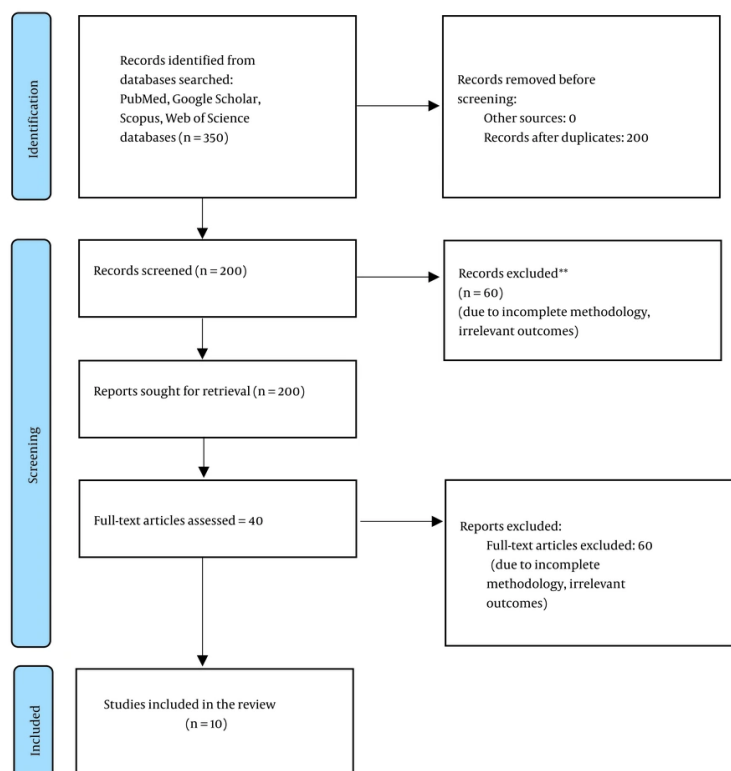 Identification
Records identified from
databases searched:
PubMed, Google Scholar,
Scopus, Web of Science
databases (n = 350)
Records removed before
screening:
Other sources: 0
Records after duplicates: 200
Screening
Records screened (n = 200)
Records excluded**
(n = 60)
(due to incomplete methodology,
irrelevant outcomes)
Reports sought for retrieval (n = 200)
Full-text articles assessed = 40
Reports excluded:
Full-text articles excluded: 60
(due to incomplete
methodology, irrelevant
outcomes)
Included
Studies included in the review
(n = 10)